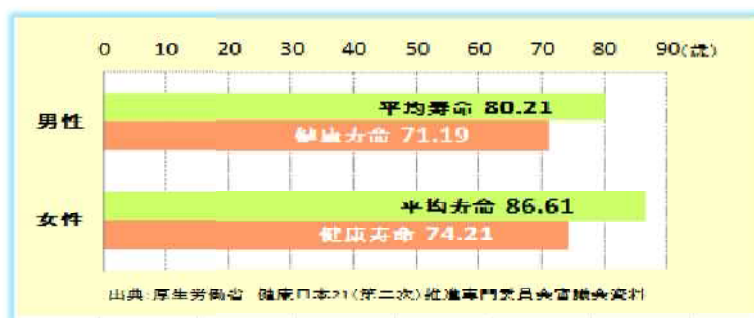 0 10 20 30 40 50 60 70 80 90(歳)
男性
平均寿命 80.21
健康寿命 71.19
女性
平均寿命 86.61
健康寿命 74.21
出典:厚生労働省 健康日本21(第二次)推進専門委員会審議会資料